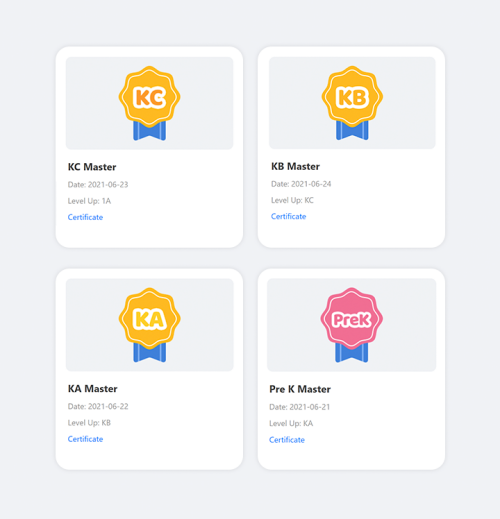 KC
KC Master
Date: 2021-06-23
Level Up: 1A
Certificate
KB
KB Master
Date: 2021-06-24
Level Up: KC
Certificate
KA
KA Master
Date: 2021-06-22
Level Up: KB
Certificate
PreK
Pre K Master
Date: 2021-06-21
Level Up: KA
Certificate